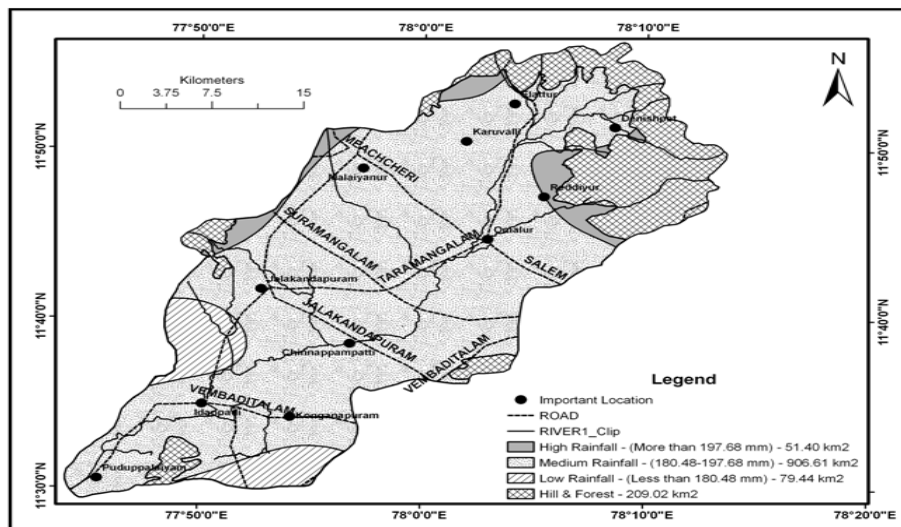 77°50'0"E
78°0'0"E
78°10'0"E
Kilometers
0 3.75 7.5 15
N
Elattur
Danishpet
Karuvalli
11°50'0"N
11°50'0"N
MBACHCHERI
Malaiyanur
Reddiyur
SURAMANGALAM
Omalur
TARAMANGALAM
SALEM
Jalakandapuram
JALAKANDAPURAM
11°40'0"N
11°40'0"N
Chinnappampatti
VEMBADITALAM
VEMBADITALAM
Idappadi
Konganapuram
Puduppalaiyam
11°30'0"N
11°30'0"N
Legend
Important Location
ROAD
RIVER1_Clip
High Rainfall - (More than 197.68 mm) - 51.40 km2
Medium Rainfall - (180.48-197.68 mm) - 906.61 km2
Low Rainfall - (Less than 180.48 mm) - 79.44 km2
Hill & Forest - 209.02 km2
77°50'0"E
78°0'0"E
78°10'0"E
78°20'0"E